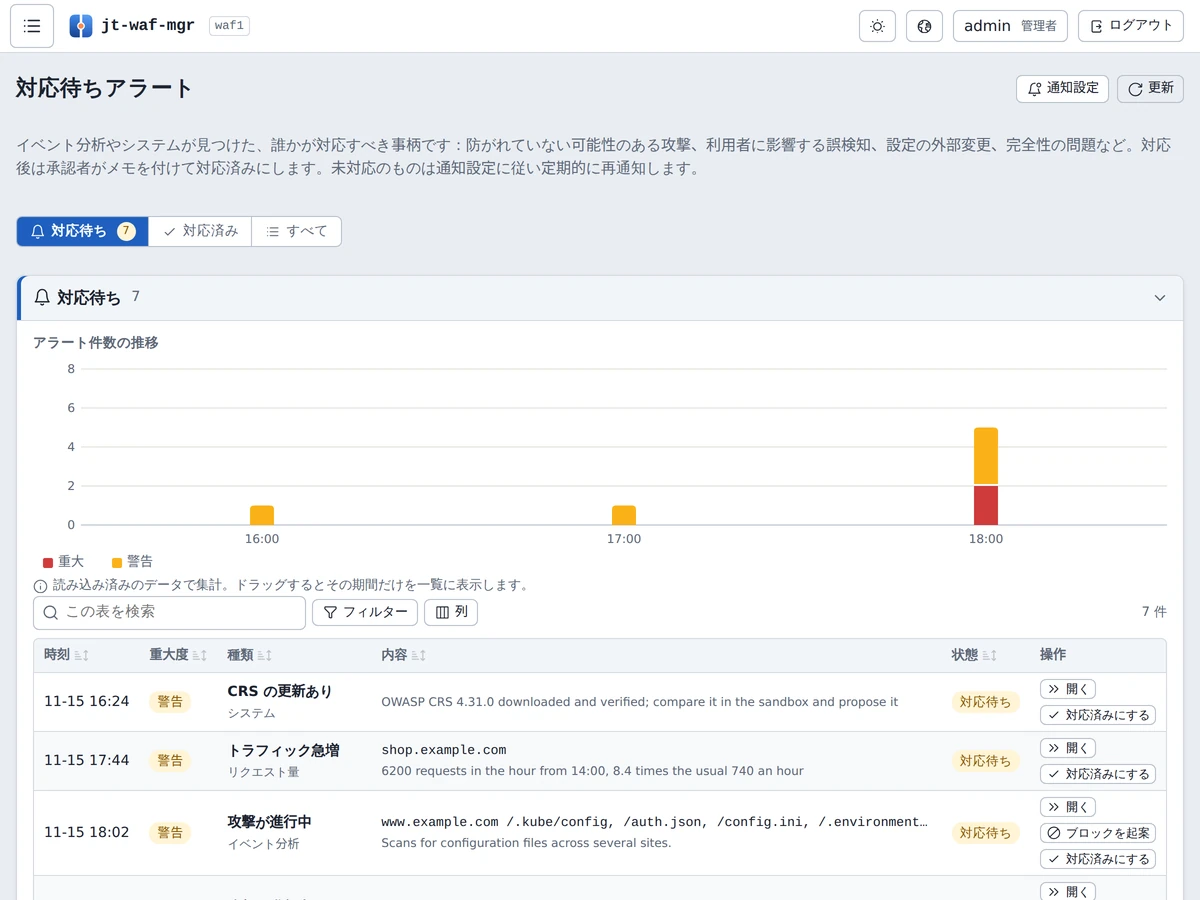 jt-waf-mgr waf1 admin 管理者 ログアウト
対応待ちアラート 通知設定 更新
イベント分析やシステムが見つけた、誰かが対応すべき事柄です：防がれていない可能性のある攻撃、利用者に影響する誤検知、設定の外部変更、完全性の問題など。対応
後は承認者がメモを付けて対応済みにします。未対応のものは通知設定に従い定期的に再通知します。
対応待ち 7 対応済み すべて
対応待ち 7
アラート件数の推移
8
6
4
2
0
16:00 17:00 18:00
重大 警告
読み込み済みのデータで集計。ドラッグするとその期間だけを一覧に表示します。
この表を検索 フィルター 列 7 件
時刻 重大度 種類 内容 状態 操作
11-15 16:24 警告 CRS の更新あり システム OWASP CRS 4.31.0 downloaded and verified; compare it in the sandbox and propose it 対応待ち 開く 対応済みにする
11-15 17:44 警告 トラフィック急増 リクエスト量 shop.example.com 6200 requests in the hour from 14:00, 8.4 times the usual 740 an hour 対応待ち 開く 対応済みにする
11-15 18:02 警告 攻撃が進行中 イベント分析 www.example.com /.kube/config, /auth.json, /config.ini, /.environment… Scans for configuration files across several sites. 対応待ち 開く ブロックを起案 対応済みにする
開く